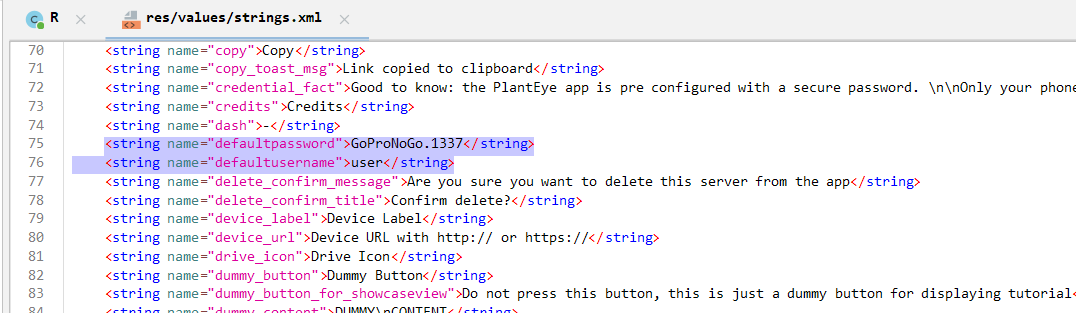 R
res/values/strings.xml
70 <string name="copy">Copy</string>
71 <string name="copy_toast_msg">Link copied to clipboard</string>
72 <string name="credential_fact">Good to know: the PlantEye app is pre configured with a secure password. \n\nOnly your phone
73 <string name="credits">Credits</string>
74 <string name="dash">-</string>
75 <string name="defaultpassword">GoProNoGo.1337</string>
76 <string name="defaultusername">user</string>
77 <string name="delete_confirm_message">Are you sure you want to delete this server from the app</string>
78 <string name="delete_confirm_title">Confirm delete?</string>
79 <string name="device_label">Device Label</string>
80 <string name="device_url">Device URL with http:// or https://</string>
81 <string name="drive_icon">Drive Icon</string>
82 <string name="dummy_button">Dummy Button</string>
83 <string name="dummy_button_for_showcaseview">Do not press this button, this is just a dummy button for displaying tutorial<
84 <string name="dummy_content">DUMMY\nCONTENT</string>